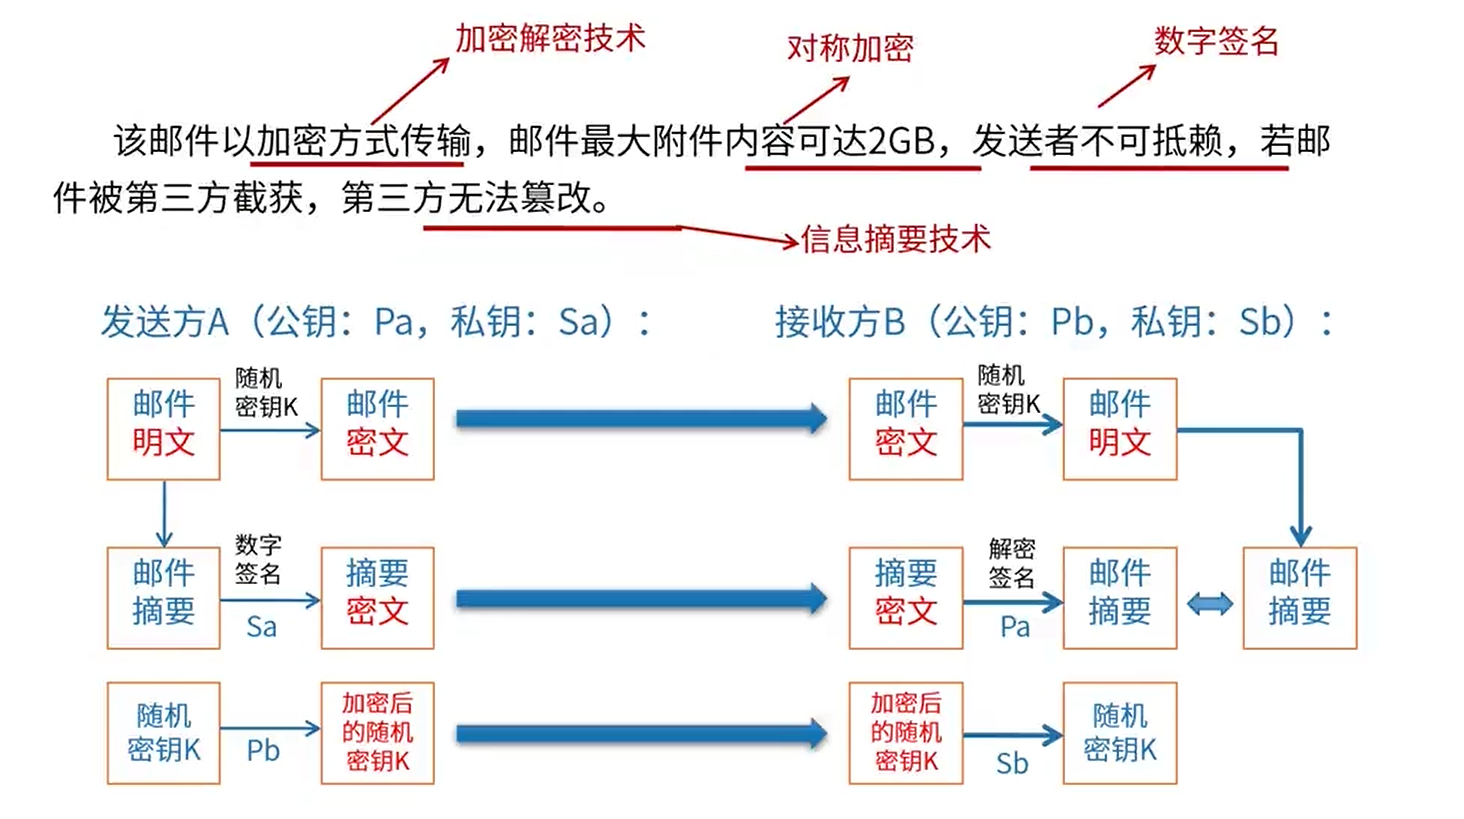 加密解密技术
对称加密
数字签名
该邮件以加密方式传输，邮件最大附件内容可达2GB，发送者不可抵赖，若邮
件被第三方截获，第三方无法篡改。
信息摘要技术
发送方A（公钥：Pa，私钥：Sa）：
邮件
明文
随机
密钥K
邮件
密文
邮件
摘要
数字
签名
Sa
摘要
密文
随机
密钥K
Pb
加密后
的随机
密钥K
接收方B（公钥：Pb，私钥：Sb）：
邮件
密文
随机
密钥K
邮件
明文
摘要
密文
解密
签名
Pa
邮件
摘要
邮件
摘要
加密后
的随机
密钥K
Sb
随机
密钥K